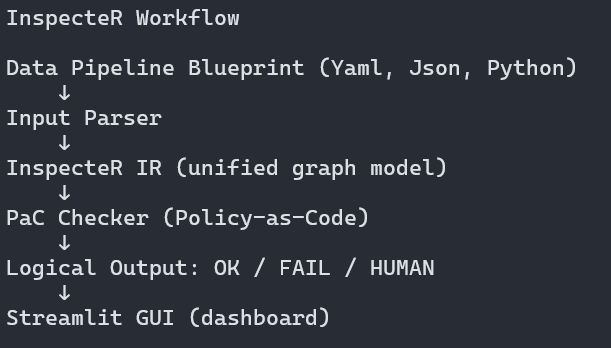 InspecteR Workflow
Data Pipeline Blueprint (Yaml, Json, Python)
↓
Input Parser
↓
InspecteR IR (unified graph model)
↓
PaC Checker (Policy-as-Code)
↓
Logical Output: OK / FAIL / HUMAN
↓
Streamlit GUI (dashboard)